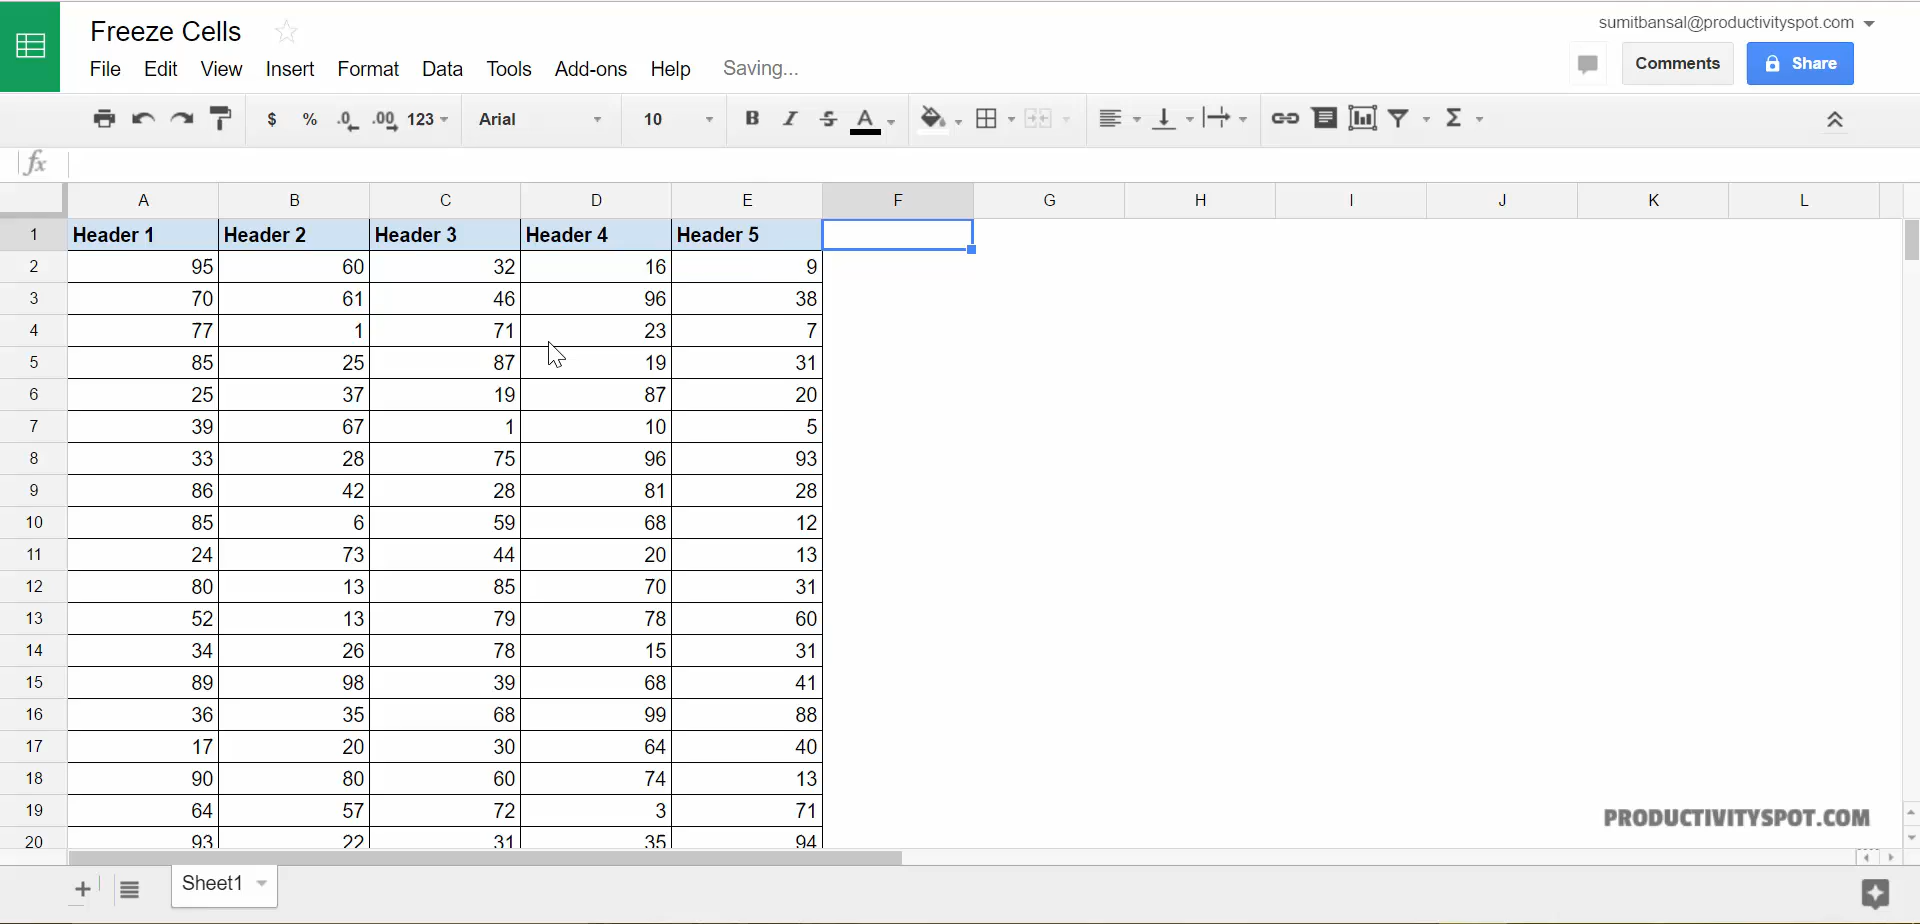 Freeze Cells
sumitbansal@productivityspot.com
File Edit View Insert Format Data Tools Add-ons Help Saving...
Comments Share
$ % .0 .00 123 Arial 10 B I S A Σ
fx
A B C D E F G H I J K L
1 Header 1 Header 2 Header 3 Header 4 Header 5
2 95 60 32 16 9
3 70 61 46 96 38
4 77 1 71 23 7
5 85 25 87 19 31
6 25 37 19 87 20
7 39 67 1 10 5
8 33 28 75 96 93
9 86 42 28 81 28
10 85 6 59 68 12
11 24 73 44 20 13
12 80 13 85 70 31
13 52 13 79 78 60
14 34 26 78 15 31
15 89 98 39 68 41
16 36 35 68 99 88
17 17 20 30 64 40
18 90 80 60 74 13
19 64 57 72 3 71
20 93 22 31 35 94
PRODUCTIVITYSPOT.COM
+ Sheet1